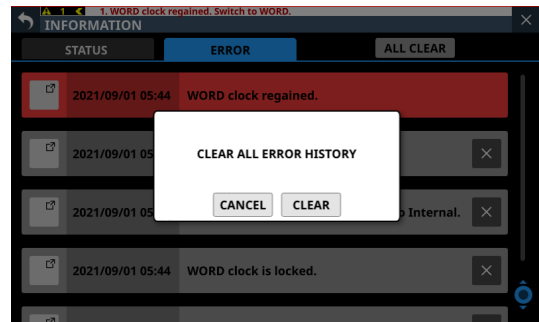 1 1. WORD clock regained. Switch to WORD.
INFORMATION
STATUS ERROR ALL CLEAR
2021/09/01 05:44 WORD clock regained.
2021/09/01 05
CLEAR ALL ERROR HISTORY
CANCEL CLEAR
2021/09/01 05 Internal.
2021/09/01 05:44 WORD clock is locked.